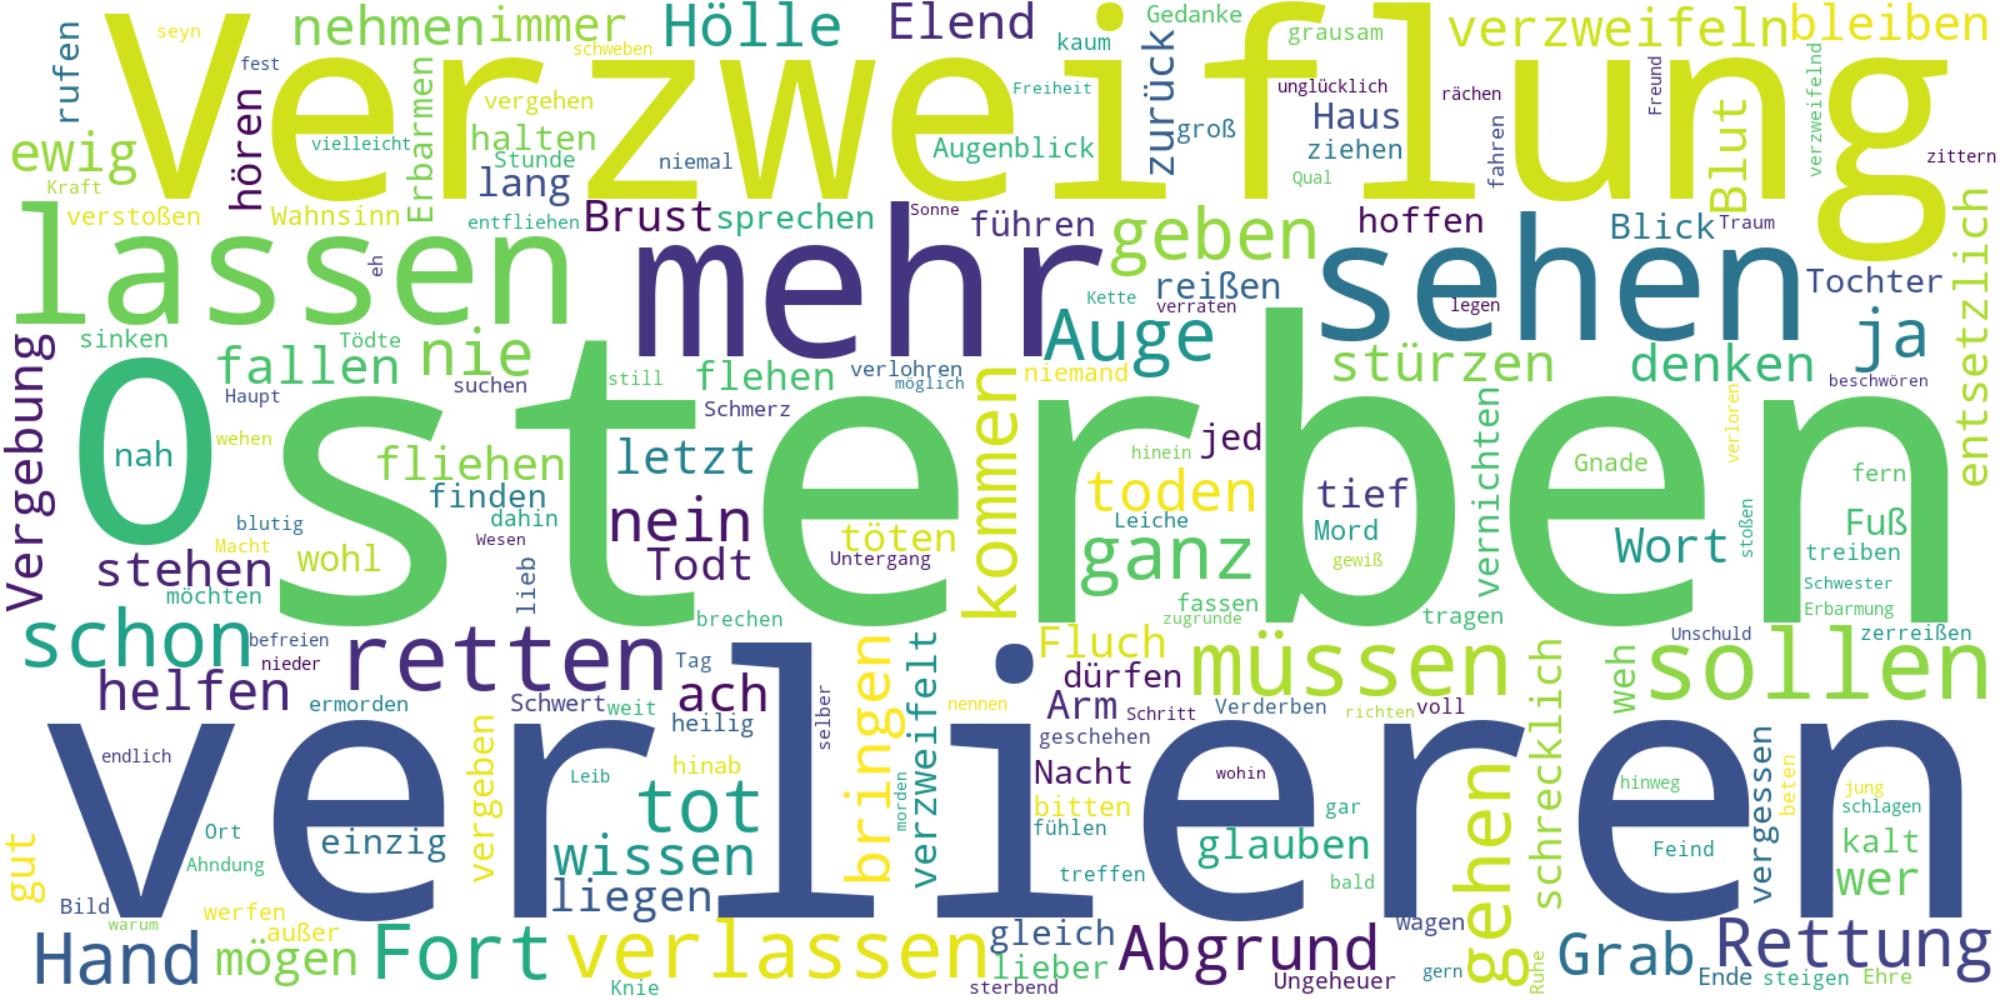 Verzweiflung
seyn
nehmen
immer
Hölle
Elend
Gedanke
grausam
verzweifeln
bleiben
rufen
fest
schweben
kaum
zurück
hören
Erbarmen
vergehen
Freiheit
unglücklich
rächen
Freund
verzweifelnd
ewig
vielleicht
halten
Stunde
niemal
Augenblick
groß
Haus
ziehen
fahren
Blut
zittern
Kraft
lang
Qual
verstoßen
Wahnsinn
entfliehen
Brust
sprechen
Sonne
führen
geben
hoffen
Blick
Traum
entsetzlich
lassen
eh
mehr
reißen
Kette
verraten
sehen
legen
Tochter
Vergebung
sinken
Tödte
fallen
nie
suchen
still
flehen
verlohren
möglich
Auge
niemand
stürzen
denken
ja
beschwören
Haupt
Schmerz
O
nah
wehen
sterben
fliehen
letzt
kommen
hinein
jed
vernichten
verloren
Gnade
fern
finden
toden
tief
blutig
dahin
nein
Leiche
Mord
Fuß
Macht
Wesen
töten
ganz
Wort
stoßen
treiben
stehen
wohl
lieb
Todt
Untergang
gewiß
Schwester
möchten
brechen
fassen
zugrunde
tragen
Erbarmung
schon
befreien
nieder
retten
Tag
bringen
verzweifelt
Fluch
müssen
schrecklich
weh
Unschuld
zerreißen
sollen
helfen
ermorden
Schwert
weit
ach
heilig
selber
nennen
dürfen
Arm
Schritt
Verderben
richten
voll
verlieren
endlich
vergeben
Leib
hinab
geschehen
Nacht
wohin
gehen
vergessen
hinweg
beten
jung
schlagen
gut
Ort
einzig
tot
morden
bitten
fühlen
gar
kalt
Ahndung
wissen
glauben
Feind
treffen
bald
wer
Bild
warum
werfen
außer
liegen
Hand
mögen
Fort
verlassen
gleich
lieber
Abgrund
wagen
Ruhe
Grab
Rettung
Knie
sterbend
Ungeheuer
gern
Ende
steigen
Ehre